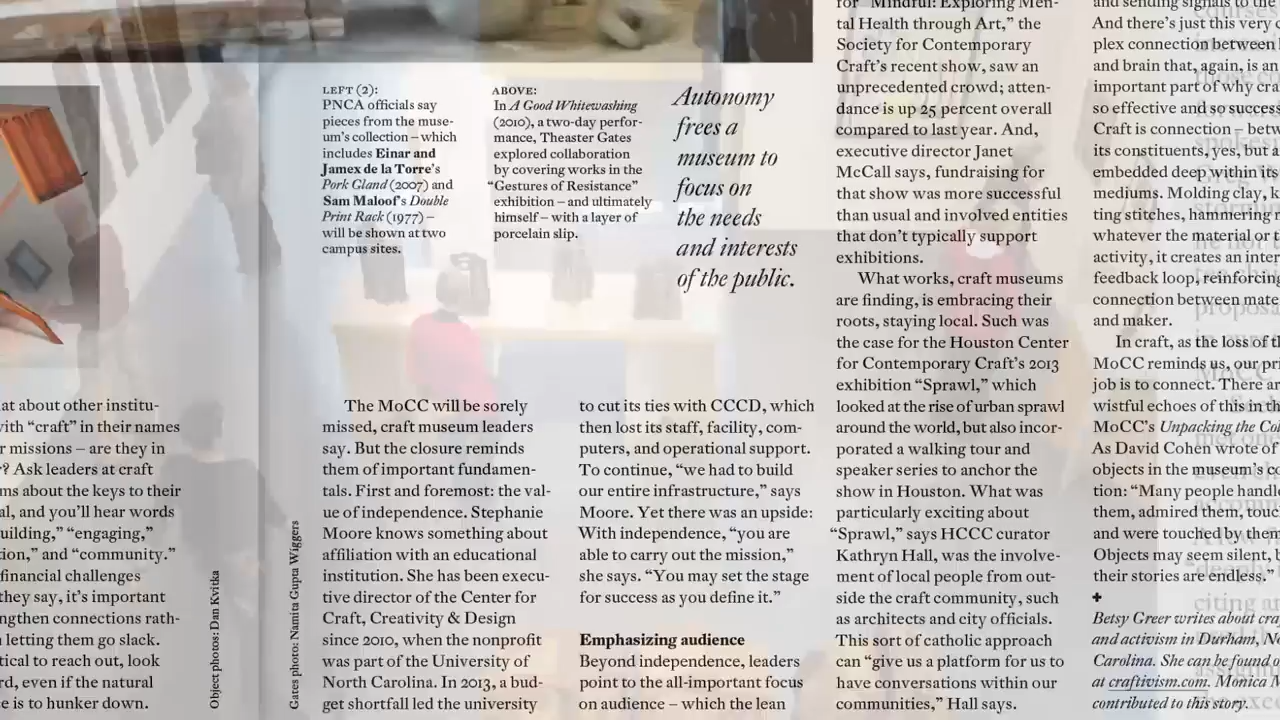 LEFT (2):
PNCA officials say
pieces from the muse-
um's collection – which
includes Einar and
Jamex de la Torre's
Pork Gland (2007) and
Sam Maloof's Double
Print Rack (1977) –
will be shown at two
campus sites.
ABOVE:
In A Good Whitewashing
(2010), a two-day perfor-
mance, Theaster Gates
explored collaboration
by covering works in the
“Gestures of Resistance”
exhibition – and ultimately
himself – with a layer of
porcelain slip.
Autonomy
frees a
museum to
focus on
the needs
and interests
of the public.
at about other institu-
with “craft” in their names
r missions – are they in
? Ask leaders at craft
ms about the keys to their
al, and you'll hear words
uilding,” “engaging,”
tion,” and “community.”
financial challenges
they say, it's important
ngthen connections rath-
letting them go slack.
tical to reach out, look
rd, even if the natural
e is to hunker down.
Object photos: Dan Kvitka
Gates photo: Namita Gupta Wiggers
The MoCC will be sorely
missed, craft museum leaders
say. But the closure reminds
them of important fundamen-
tals. First and foremost: the val-
ue of independence. Stephanie
Moore knows something about
affiliation with an educational
institution. She has been execu-
tive director of the Center for
Craft, Creativity & Design
since 2010, when the nonprofit
was part of the University of
North Carolina. In 2013, a bud-
get shortfall led the university
to cut its ties with CCCD, which
then lost its staff, facility, com-
puters, and operational support.
To continue, “we had to build
our entire infrastructure,” says
Moore. Yet there was an upside:
With independence, “you are
able to carry out the mission,”
she says. “You may set the stage
for success as you define it.”
Emphasizing audience
Beyond independence, leaders
point to the all-important focus
on audience – which the lean
for “Mindful: Exploring Men-
tal Health through Art,” the
Society for Contemporary
Craft's recent show, saw an
unprecedented crowd; atten-
dance is up 25 percent overall
compared to last year. And,
executive director Janet
McCall says, fundraising for
that show was more successful
than usual and involved entities
that don't typically support
exhibitions.
What works, craft museums
are finding, is embracing their
roots, staying local. Such was
the case for the Houston Center
for Contemporary Craft's 2013
exhibition “Sprawl,” which
looked at the rise of urban sprawl
around the world, but also incor-
porated a walking tour and
speaker series to anchor the
show in Houston. What was
particularly exciting about
“Sprawl,” says HCCC curator
Kathryn Hall, was the involve-
ment of local people from out-
side the craft community, such
as architects and city officials.
This sort of catholic approach
can “give us a platform for us to
have conversations within our
communities,” Hall says.
and sending signals to the
And there's just this very c
plex connection between
and brain that, again, is an
important part of why cra
so effective and so success
Craft is connection – betw
its constituents, yes, but a
embedded deep within its
mediums. Molding clay, k
ting stitches, hammering
whatever the material or t
activity, it creates an inter
feedback loop, reinforcing
connection between mate
and maker.
In craft, as the loss of th
MoCC reminds us, our pri
job is to connect. There ar
wistful echoes of this in th
MoCC's Unpacking the Col
As David Cohen wrote of
objects in the museum's co
tion: “Many people handl
them, admired them, touc
and were touched by them
Objects may seem silent, b
their stories are endless.”
✚
Betsy Greer writes about craf
and activism in Durham, No
Carolina. She can be found o
at craftivism.com. Monica M
contributed to this story.